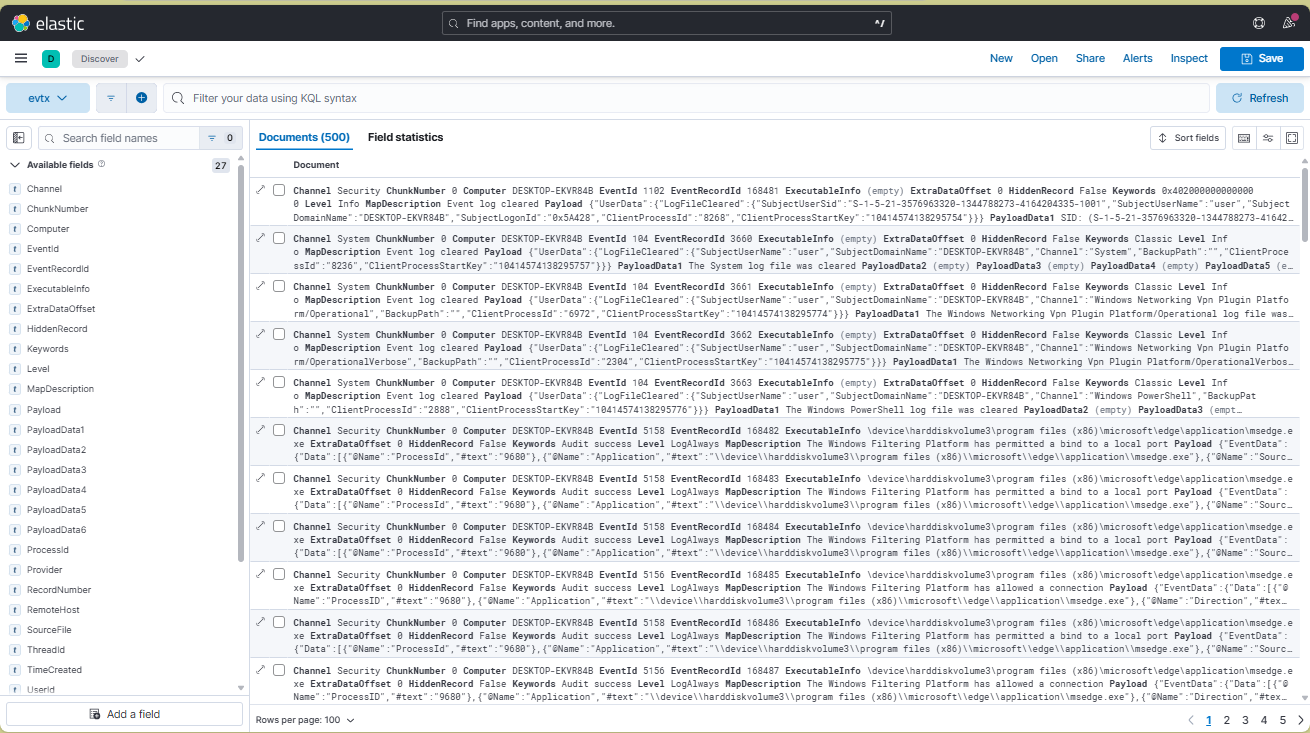 elastic
Find apps, content, and more.
^/
D
Discover
New
Open
Share
Alerts
Inspect
Save
evtx
Filter your data using KQL syntax
Refresh
Search field names
0
Documents (500)
Field statistics
Sort fields
Available fields
27
Channel
ChunkNumber
Computer
EventId
EventRecordId
ExecutableInfo
ExtraDataOffset
HiddenRecord
Keywords
Level
MapDescription
Payload
PayloadData1
PayloadData2
PayloadData3
PayloadData4
PayloadData5
PayloadData6
ProcessId
Provider
RecordNumber
RemoteHost
SourceFile
ThreadId
TimeCreated
UserId
Add a field
Document
Channel Security ChunkNumber 0 Computer DESKTOP-EKVR84B EventId 1102 EventRecordId 168481 ExecutableInfo (empty) ExtraDataOffset 0 HiddenRecord False Keywords 0x402000000000000
0 Level Info MapDescription Event log cleared Payload {"UserData":{"LogFileCleared":{"SubjectUserSid":"S-1-5-21-3576963320-1344788273-4164204335-1001","SubjectUserName":"user","Subject
DomainName":"DESKTOP-EKVR84B","SubjectLogonId":"0x5A428","ClientProcessId":"8268","ClientProcessStartKey":"10414574138295754"}}} PayloadData1 SID: (S-1-5-21-3576963320-1344788273-41642…
Channel System ChunkNumber 0 Computer DESKTOP-EKVR84B EventId 104 EventRecordId 3660 ExecutableInfo (empty) ExtraDataOffset 0 HiddenRecord False Keywords Classic Level Inf
o MapDescription Event log cleared Payload {"UserData":{"LogFileCleared":{"SubjectUserName":"user","SubjectDomainName":"DESKTOP-EKVR84B","Channel":"System","BackupPath":"","ClientProce
ssId":"8236","ClientProcessStartKey":"10414574138295757"}}} PayloadData1 The System log file was cleared PayloadData2 (empty) PayloadData3 (empty) PayloadData4 (empty) PayloadData5 (e…
Channel System ChunkNumber 0 Computer DESKTOP-EKVR84B EventId 104 EventRecordId 3661 ExecutableInfo (empty) ExtraDataOffset 0 HiddenRecord False Keywords Classic Level Inf
o MapDescription Event log cleared Payload {"UserData":{"LogFileCleared":{"SubjectUserName":"user","SubjectDomainName":"DESKTOP-EKVR84B","Channel":"Windows Networking Vpn Plugin Platfo
rm/Operational","BackupPath":"","ClientProcessId":"6972","ClientProcessStartKey":"10414574138295774"}}} PayloadData1 The Windows Networking Vpn Plugin Platform/Operational log file was…
Channel System ChunkNumber 0 Computer DESKTOP-EKVR84B EventId 104 EventRecordId 3662 ExecutableInfo (empty) ExtraDataOffset 0 HiddenRecord False Keywords Classic Level Inf
o MapDescription Event log cleared Payload {"UserData":{"LogFileCleared":{"SubjectUserName":"user","SubjectDomainName":"DESKTOP-EKVR84B","Channel":"Windows Networking Vpn Plugin Platfo
rm/OperationalVerbose","BackupPath":"","ClientProcessId":"2304","ClientProcessStartKey":"10414574138295775"}}} PayloadData1 The Windows Networking Vpn Plugin Platform/OperationalVerbos…
Channel System ChunkNumber 0 Computer DESKTOP-EKVR84B EventId 104 EventRecordId 3663 ExecutableInfo (empty) ExtraDataOffset 0 HiddenRecord False Keywords Classic Level Inf
o MapDescription Event log cleared Payload {"UserData":{"LogFileCleared":{"SubjectUserName":"user","SubjectDomainName":"DESKTOP-EKVR84B","Channel":"Windows PowerShell","BackupPat
h":"","ClientProcessId":"2888","ClientProcessStartKey":"10414574138295776"}}} PayloadData1 The Windows PowerShell log file was cleared PayloadData2 (empty) PayloadData3 (empt…
Channel Security ChunkNumber 0 Computer DESKTOP-EKVR84B EventId 5158 EventRecordId 168482 ExecutableInfo \device\harddiskvolume3\program files (x86)\microsoft\edge\application\msedge.e
xe ExtraDataOffset 0 HiddenRecord False Keywords Audit success Level LogAlways MapDescription The Windows Filtering Platform has permitted a bind to a local port Payload {"EventData":
{"Data":[{"@Name":"ProcessId","#text":"9680"},{"@Name":"Application","#text":"\\device\\harddiskvolume3\\program files (x86)\\microsoft\\edge\\application\\msedge.exe"},{"@Name":"Sourc…
Channel Security ChunkNumber 0 Computer DESKTOP-EKVR84B EventId 5158 EventRecordId 168483 ExecutableInfo \device\harddiskvolume3\program files (x86)\microsoft\edge\application\msedge.e
xe ExtraDataOffset 0 HiddenRecord False Keywords Audit success Level LogAlways MapDescription The Windows Filtering Platform has permitted a bind to a local port Payload {"EventData":
{"Data":[{"@Name":"ProcessId","#text":"9680"},{"@Name":"Application","#text":"\\device\\harddiskvolume3\\program files (x86)\\microsoft\\edge\\application\\msedge.exe"},{"@Name":"Sourc…
Channel Security ChunkNumber 0 Computer DESKTOP-EKVR84B EventId 5158 EventRecordId 168484 ExecutableInfo \device\harddiskvolume3\program files (x86)\microsoft\edge\application\msedge.e
xe ExtraDataOffset 0 HiddenRecord False Keywords Audit success Level LogAlways MapDescription The Windows Filtering Platform has permitted a bind to a local port Payload {"EventData":
{"Data":[{"@Name":"ProcessId","#text":"9680"},{"@Name":"Application","#text":"\\device\\harddiskvolume3\\program files (x86)\\microsoft\\edge\\application\\msedge.exe"},{"@Name":"Sourc…
Channel Security ChunkNumber 0 Computer DESKTOP-EKVR84B EventId 5156 EventRecordId 168485 ExecutableInfo \device\harddiskvolume3\program files (x86)\microsoft\edge\application\msedge.e
xe ExtraDataOffset 0 HiddenRecord False Keywords Audit success Level LogAlways MapDescription The Windows Filtering Platform has allowed a connection Payload {"EventData":{"Data":[{"@
Name":"ProcessID","#text":"9680"},{"@Name":"Application","#text":"\\device\\harddiskvolume3\\program files (x86)\\microsoft\\edge\\application\\msedge.exe"},{"@Name":"Direction","#tex…
Channel Security ChunkNumber 0 Computer DESKTOP-EKVR84B EventId 5158 EventRecordId 168486 ExecutableInfo \device\harddiskvolume3\program files (x86)\microsoft\edge\application\msedge.e
xe ExtraDataOffset 0 HiddenRecord False Keywords Audit success Level LogAlways MapDescription The Windows Filtering Platform has permitted a bind to a local port Payload {"EventData":
{"Data":[{"@Name":"ProcessId","#text":"9680"},{"@Name":"Application","#text":"\\device\\harddiskvolume3\\program files (x86)\\microsoft\\edge\\application\\msedge.exe"},{"@Name":"Sourc…
Channel Security ChunkNumber 0 Computer DESKTOP-EKVR84B EventId 5156 EventRecordId 168487 ExecutableInfo \device\harddiskvolume3\program files (x86)\microsoft\edge\application\msedge.e
xe ExtraDataOffset 0 HiddenRecord False Keywords Audit success Level LogAlways MapDescription The Windows Filtering Platform has allowed a connection Payload {"EventData":{"Data":[{"@
Name":"ProcessID","#text":"9680"},{"@Name":"Application","#text":"\\device\\harddiskvolume3\\program files (x86)\\microsoft\\edge\\application\\msedge.exe"},{"@Name":"Direction","#tex…
Rows per page: 100
1 2 3 4 5